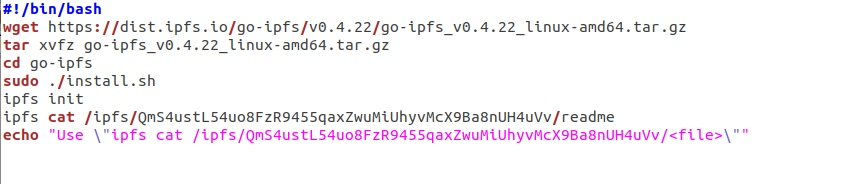 #!/bin/bash
wget https://dist.ipfs.io/go-ipfs/v0.4.22/go-ipfs_v0.4.22_linux-amd64.tar.gz
tar xvfz go-ipfs_v0.4.22_linux-amd64.tar.gz
cd go-ipfs
sudo ./install.sh
ipfs init
ipfs cat /ipfs/QmS4ustL54uo8FzR9455qaxZwuMiUhyvMcX9Ba8nUH4uVv/readme
echo "Use \"ipfs cat /ipfs/QmS4ustL54uo8FzR9455qaxZwuMiUhyvMcX9Ba8nUH4uVv/<file>\""